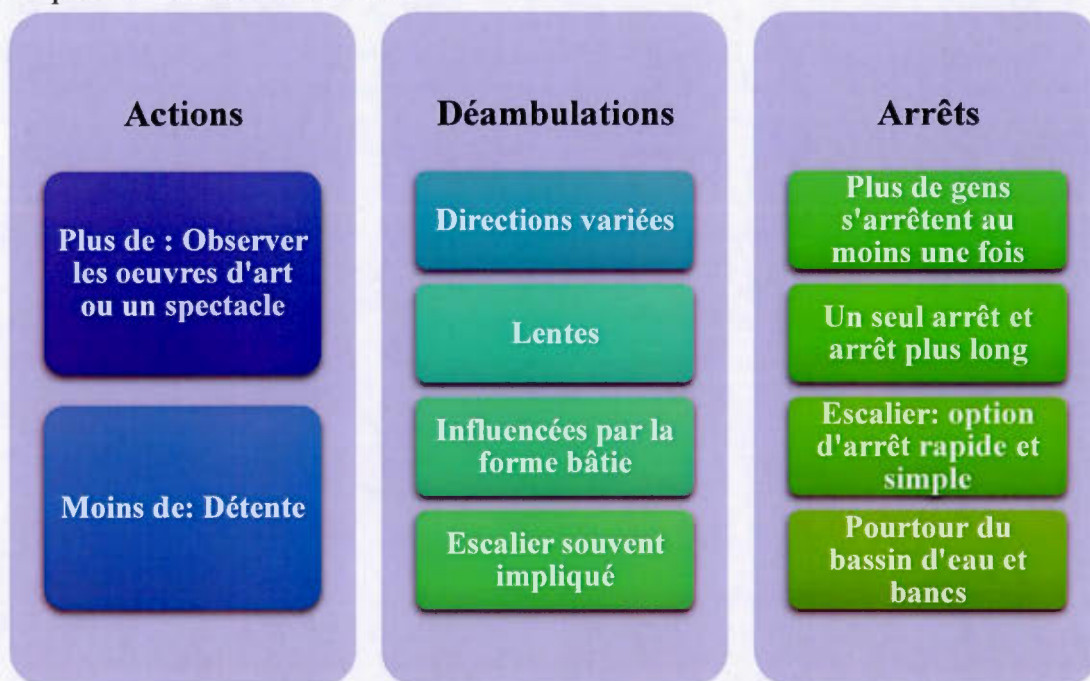 Actions
Plus de : Observer
les oeuvres d'art
ou un spectacle
Moins de: Détente
Déambulations
Directions variées
Lentes
Influencées par la
forme bâtie
Escalier souvent
impliqué
Arrêts
Plus de gens
s'arrêtent au
moins une fois
Un seul arrêt et
arrêt plus long
Escalier: option
d'arrêt rapide et
simple
Pourtour du
bassin d'eau et
bancs